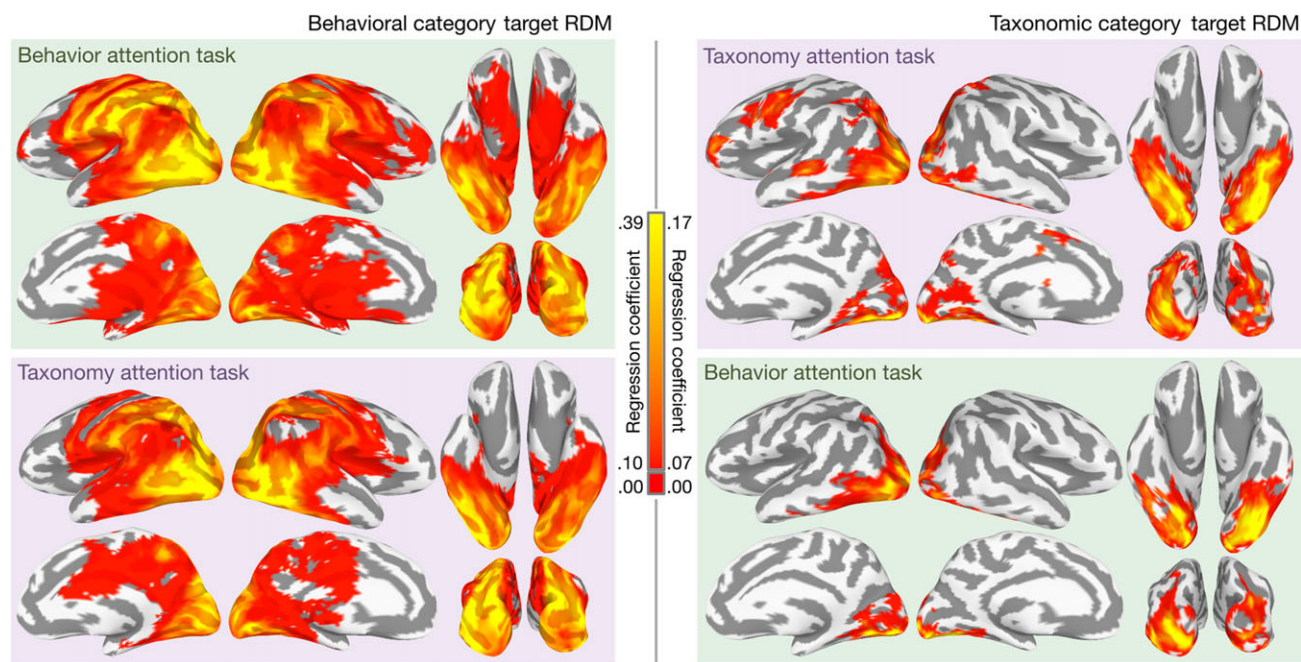 Behavioral category target RDM
Taxonomic category target RDM
Behavior attention task
Taxonomy attention task
.39
.17
Regression coefficient
Regression coefficient
.10
.07
.00
.00
Taxonomy attention task
Behavior attention task